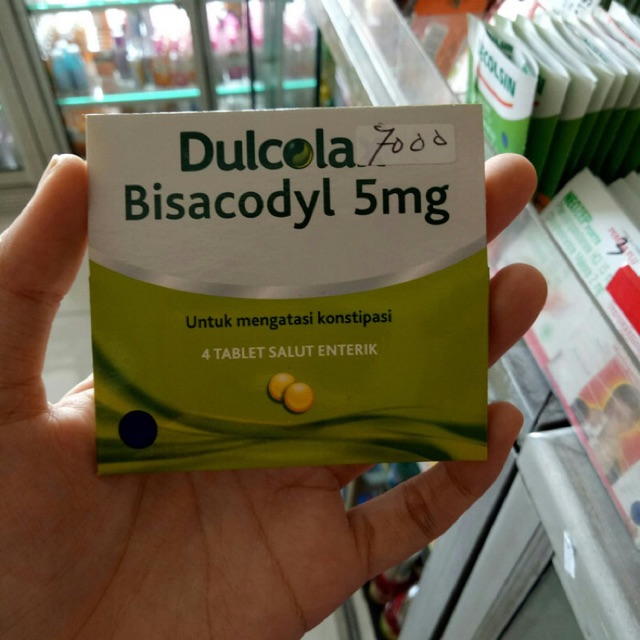 Dulcola 7000
Bisacodyl 5mg
Untuk mengatasi konstipasi
4 TABLET SALUT ENTERIK